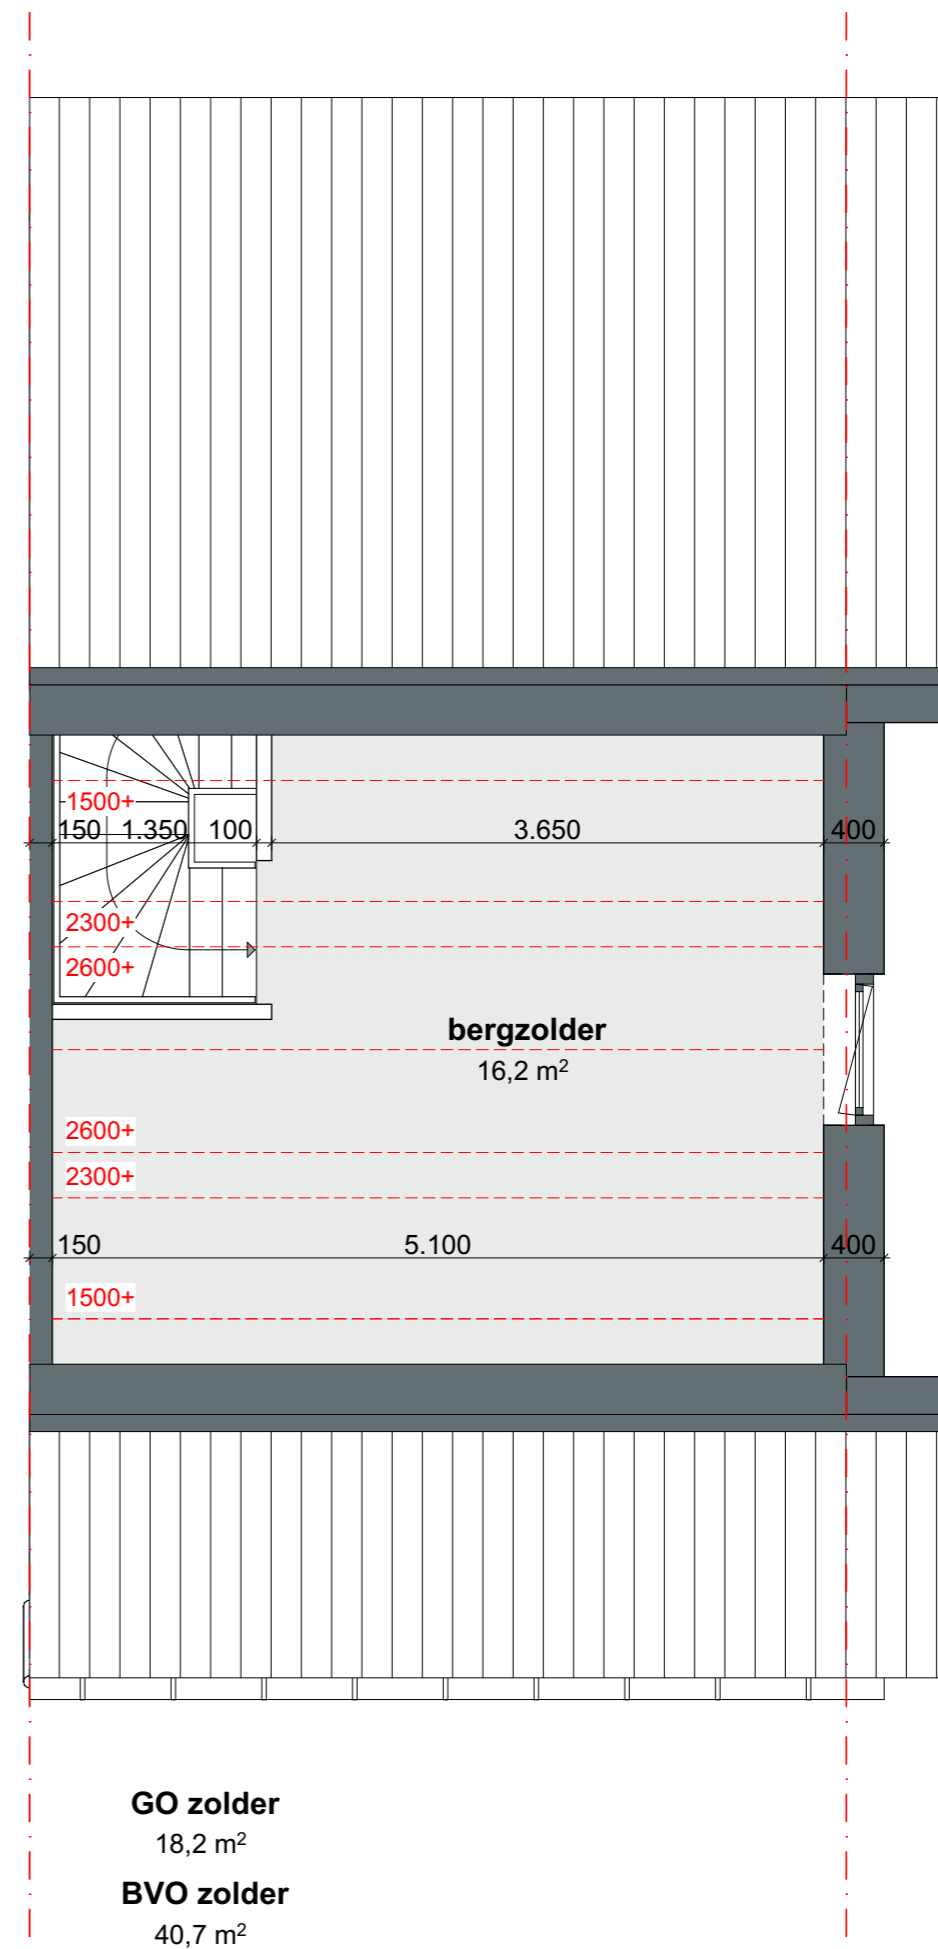 1500+
150 1.350 100 3.650 400
2300+
2600+
bergzolder
16,2 m²
2600+
2300+
150 5.100 400
1500+
GO zolder
18,2 m²
BVO zolder
40,7 m²